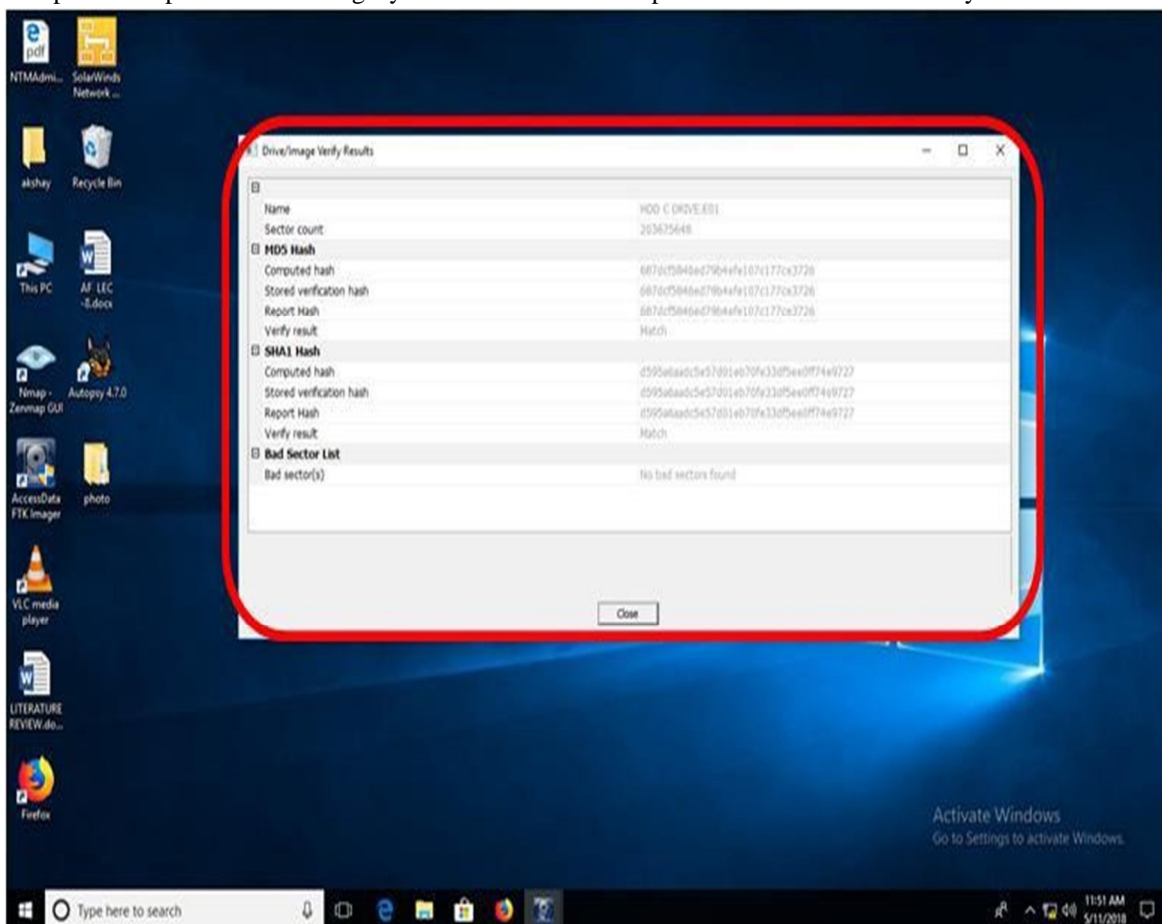 pdf
NTMAdmi...
SolarWinds
Network ...
akshay
Recycle Bin
This PC
AF LEC
-8.docx
Nmap -
Zenmap GUI
Autopsy 4.7.0
AccessData
FTK Imager
photo
VLC media
player
LITERATURE
REVIEW.do...
Firefox
Drive/Image Verify Results
Name HDD C DRIVE.E01
Sector count 203675648
MD5 Hash
Computed hash
Stored verification hash
Report Hash
Verify result Match
SHA1 Hash
Computed hash
Stored verification hash
Report Hash
Verify result Match
Bad Sector List
Bad sector(s) No bad sectors found
Close
Activate Windows
Go to Settings to activate Windows.
Type here to search
11:51 AM
5/11/2018